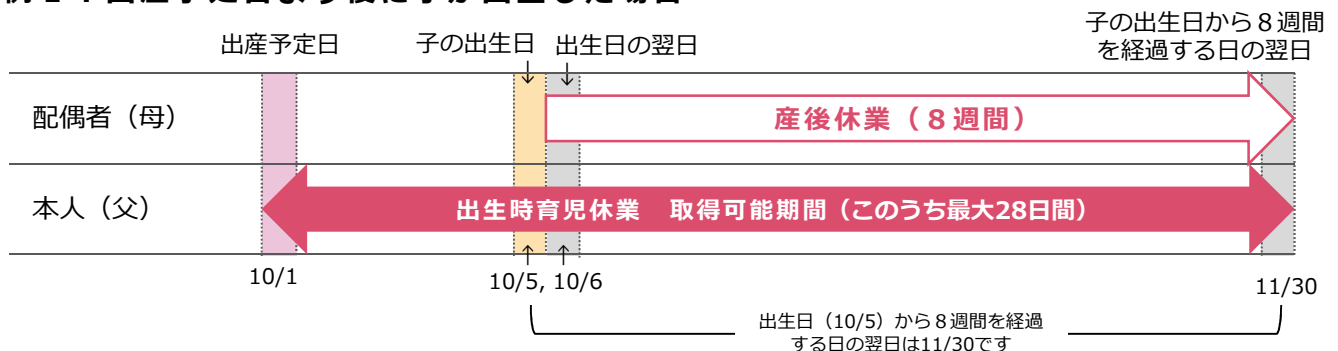 出産予定日
子の出生日
出生日の翌日
子の出生日から８週間
を経過する日の翌日
配偶者（母）
産後休業（８週間）
本人（父）
出生時育児休業　取得可能期間（このうち最大28日間）
10/1
10/5, 10/6
11/30
出生日（10/5）から８週間を経過
する日の翌日は11/30です